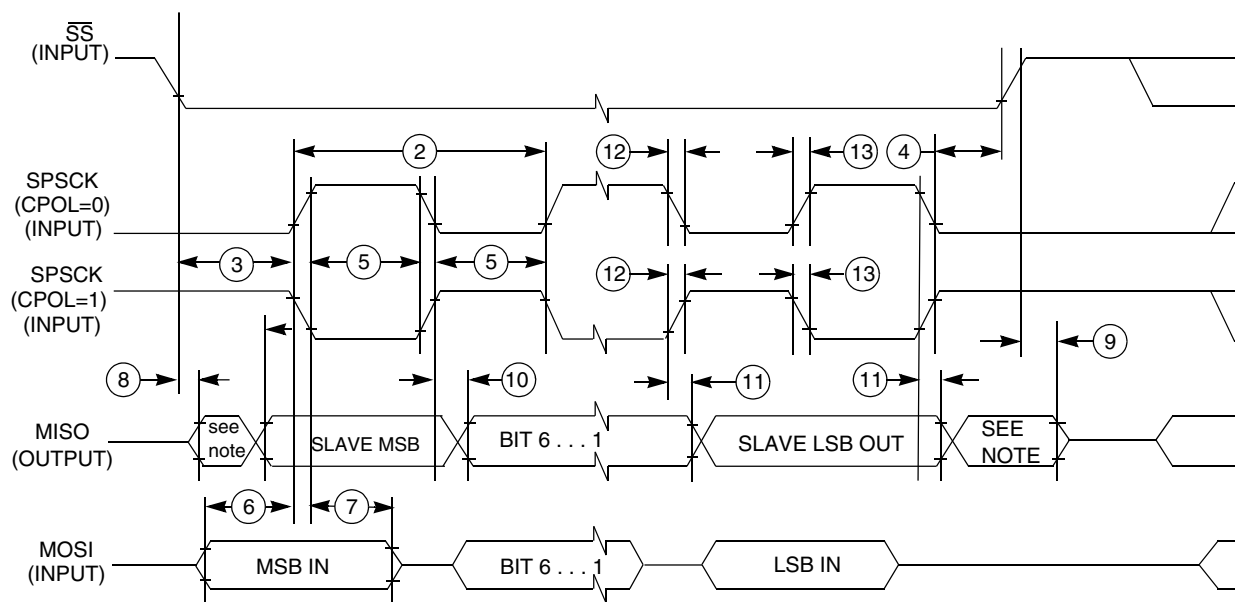 S̅S̅
(INPUT)
2
12
13
4
SPSCK
(CPOL=0)
(INPUT)
3
5
5
SPSCK
(CPOL=1)
(INPUT)
12
13
8
10
11
11
9
MISO
(OUTPUT)
see
note
SLAVE MSB
BIT 6 . . . 1
SLAVE LSB OUT
SEE
NOTE
6
7
MOSI
(INPUT)
MSB IN
BIT 6 . . . 1
LSB IN